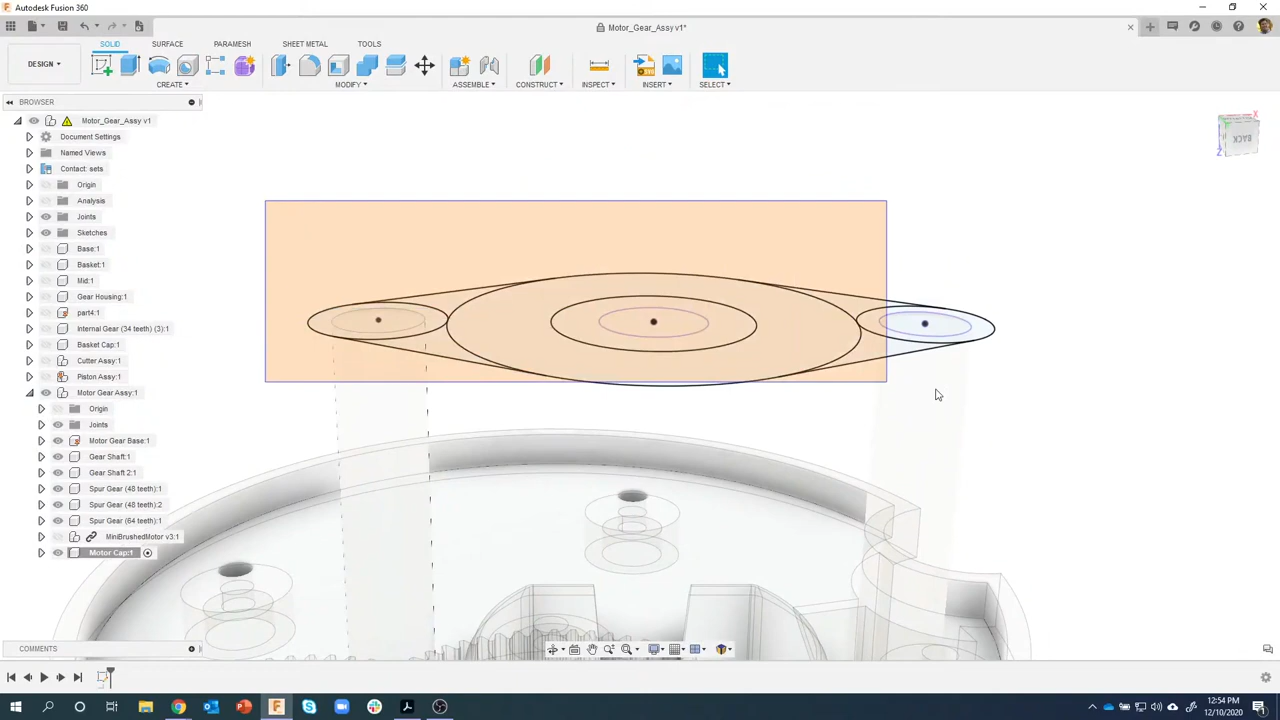 Autodesk Fusion 360
Motor_Gear_Assy v1*
DESIGN
SOLID SURFACE PARAMESH SHEET METAL TOOLS
CREATE MODIFY ASSEMBLE CONSTRUCT INSPECT INSERT SELECT
BROWSER
Motor_Gear_Assy v1
Document Settings
Named Views
Contact: sets
Origin
Analysis
Joints
Sketches
Base:1
Basket:1
Mid:1
Gear Housing:1
part4:1
Internal Gear (34 teeth) (3):1
Basket Cap:1
Cutter Assy:1
Piston Assy:1
Motor Gear Assy:1
Origin
Joints
Motor Gear Base:1
Gear Shaft:1
Gear Shaft 2:1
Spur Gear (48 teeth):1
Spur Gear (48 teeth):2
Spur Gear (64 teeth):1
MiniBrushedMotor v3:1
Motor Cap:1
BACK
X
Z
COMMENTS
12:54 PM
12/10/2020